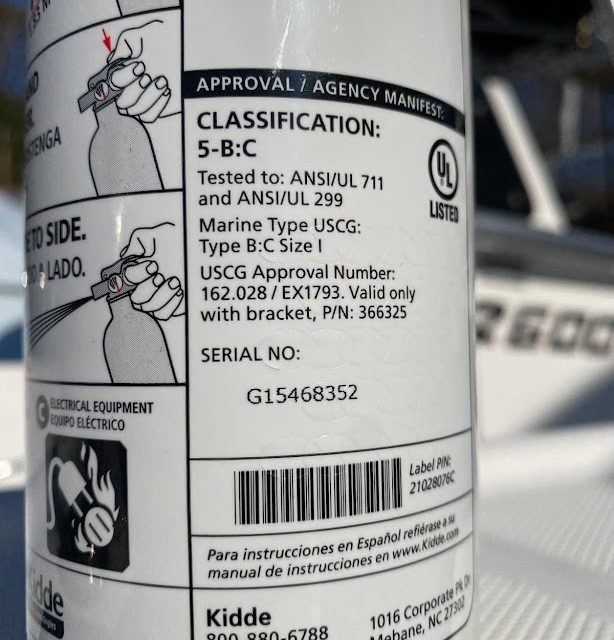 STENGA
TO SIDE.
A LADO.
C ELECTRICAL EQUIPMENT
EQUIPO ELÉCTRICO
Kidde
APPROVAL / AGENCY MANIFEST:
CLASSIFICATION:
5-B:C
Tested to: ANSI/UL 711
and ANSI/UL 299
Marine Type USCG:
Type B:C Size I
USCG Approval Number:
162.028 / EX1793. Valid only
with bracket, P/N: 366325
UL
LISTED
SERIAL NO:
G15468352
Label P/N:
21028076C
Para instrucciones en Español refiérase a su
manual de instrucciones en www.Kidde.com
Kidde
800-880-6788
1016 Corporate Pk Dr
Mebane, NC 27302